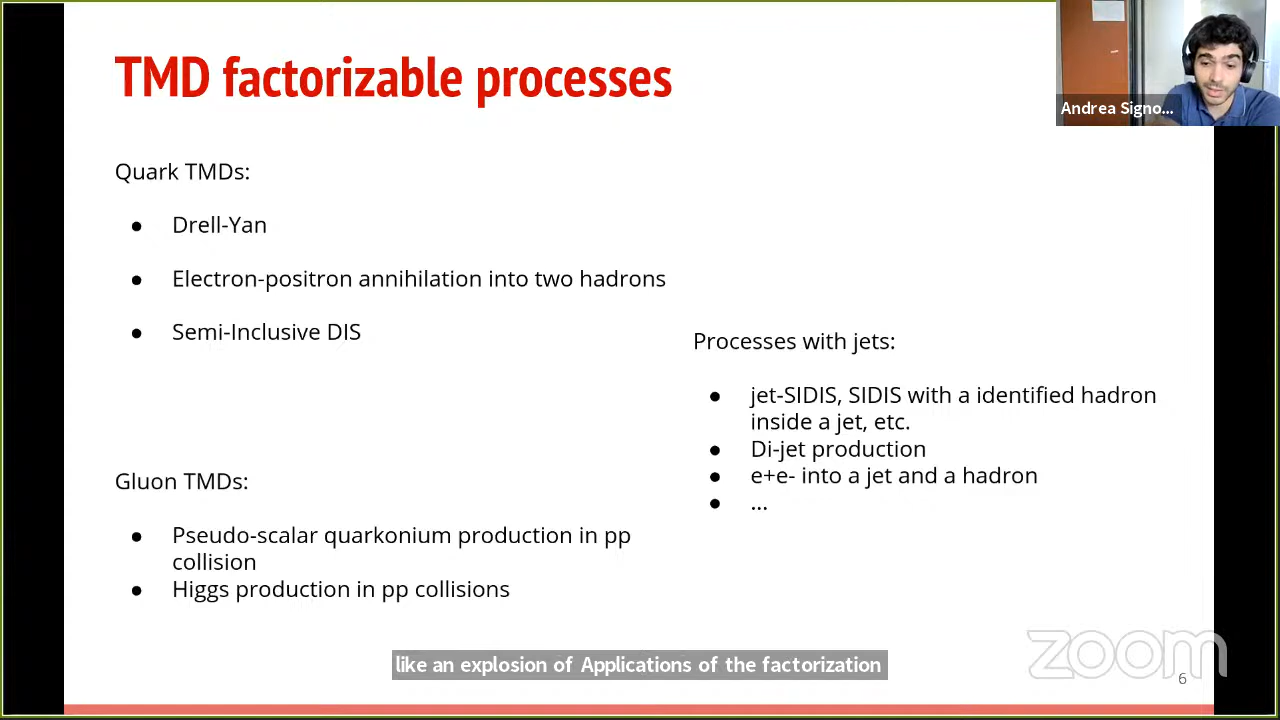 TMD factorizable processes
Andrea Signo...
Quark TMDs:
● Drell-Yan
● Electron-positron annihilation into two hadrons
● Semi-Inclusive DIS
Processes with jets:
● jet-SIDIS, SIDIS with a identified hadron
inside a jet, etc.
● Di-jet production
● e+e- into a jet and a hadron
● ...
Gluon TMDs:
● Pseudo-scalar quarkonium production in pp
collision
● Higgs production in pp collisions
like an explosion of Applications of the factorization
zoom
6